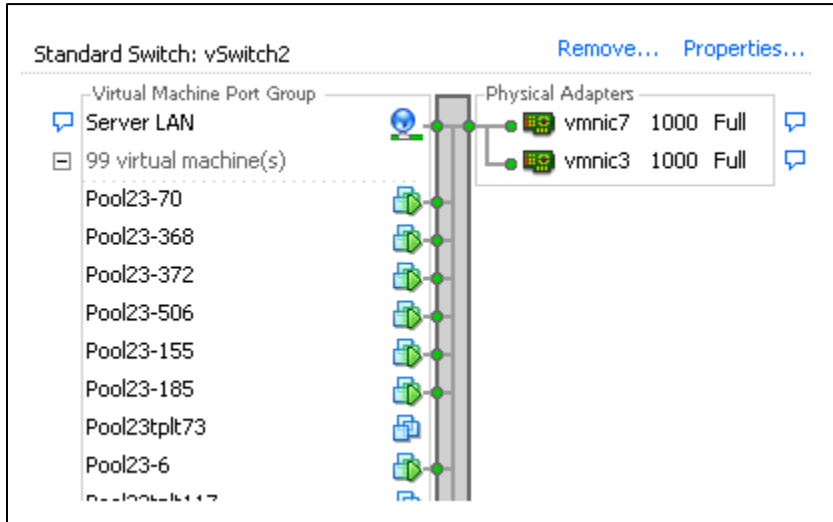 Standard Switch: vSwitch2 Remove... Properties...
Virtual Machine Port Group Physical Adapters
Server LAN vmnic7 1000 Full
99 virtual machine(s) vmnic3 1000 Full
Pool23-70
Pool23-368
Pool23-372
Pool23-506
Pool23-155
Pool23-185
Pool23tplt73
Pool23-6